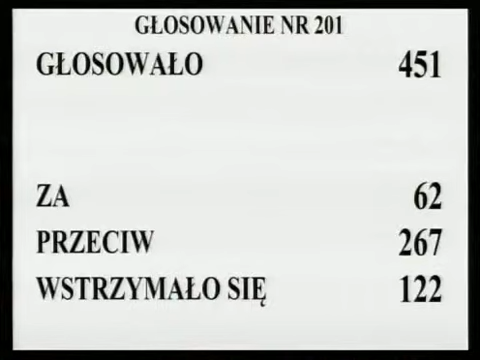 GŁOSOWANIE NR 201
GŁOSOWAŁO 451
ZA 62
PRZECIW 267
WSTRZYMAŁO SIĘ 122